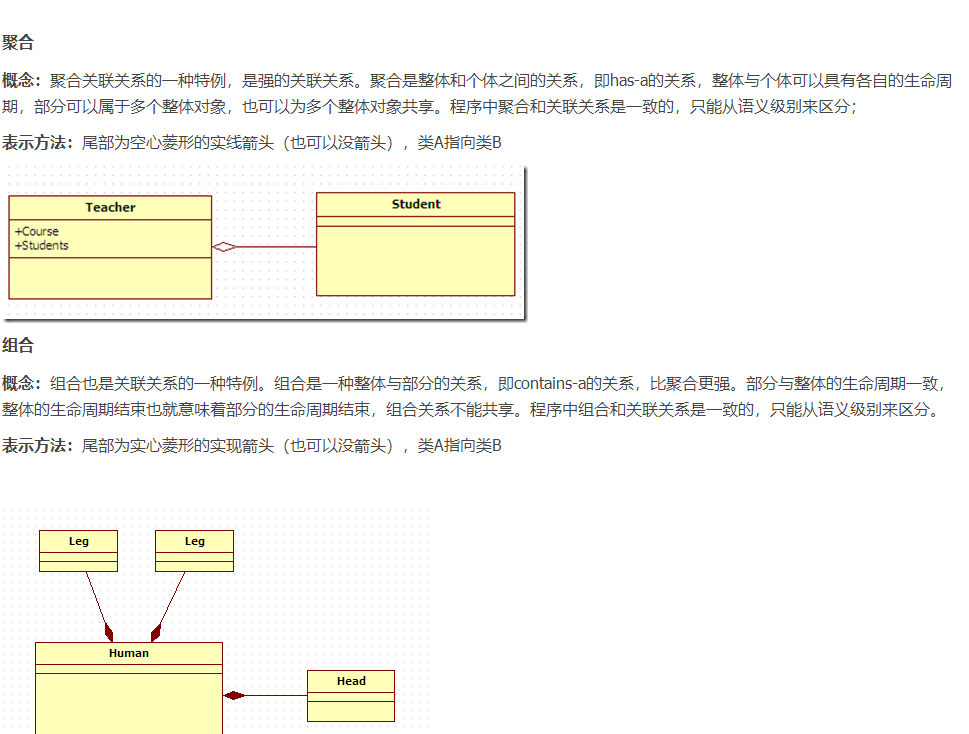 聚合
概念：聚合关联关系的一种特例，是强的关联关系。聚合是整体和个体之间的关系，即has-a的关系，整体与个体可以具有各自的生命周
期，部分可以属于多个整体对象，也可以为多个整体对象共享。程序中聚合和关联关系是一致的，只能从语义级别来区分；
表示方法：尾部为空心菱形的实线箭头（也可以没箭头），类A指向类B
Teacher
+Course
+Students
Student
组合
概念：组合也是关联关系的一种特例。组合是一种整体与部分的关系，即contains-a的关系，比聚合更强。部分与整体的生命周期一致，
整体的生命周期结束也就意味着部分的生命周期结束，组合关系不能共享。程序中组合和关联关系是一致的，只能从语义级别来区分。
表示方法：尾部为实心菱形的实现箭头（也可以没箭头），类A指向类B
Leg
Leg
Human
Head